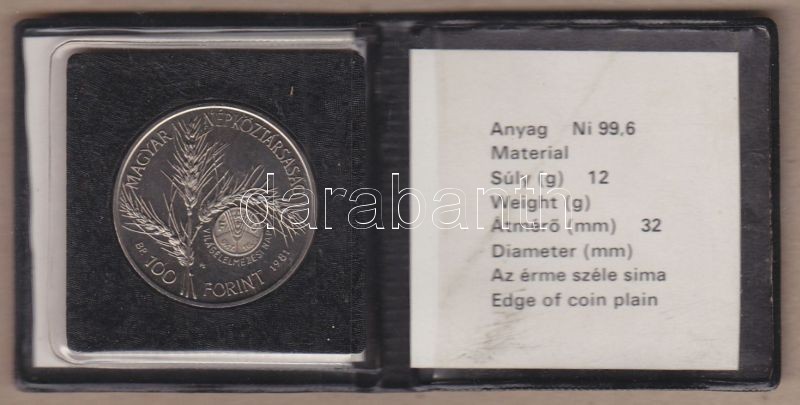 MAGYAR NÉPKÖZTÁRSASÁG
VILÁGÉLELMEZÉSI NAP
BP. 100 FORINT 1981
darabanth
Anyag Ni 99,6
Material
Súly (g) 12
Weight (g)
Átmérő (mm) 32
Diameter (mm)
Az érme széle sima
Edge of coin plain